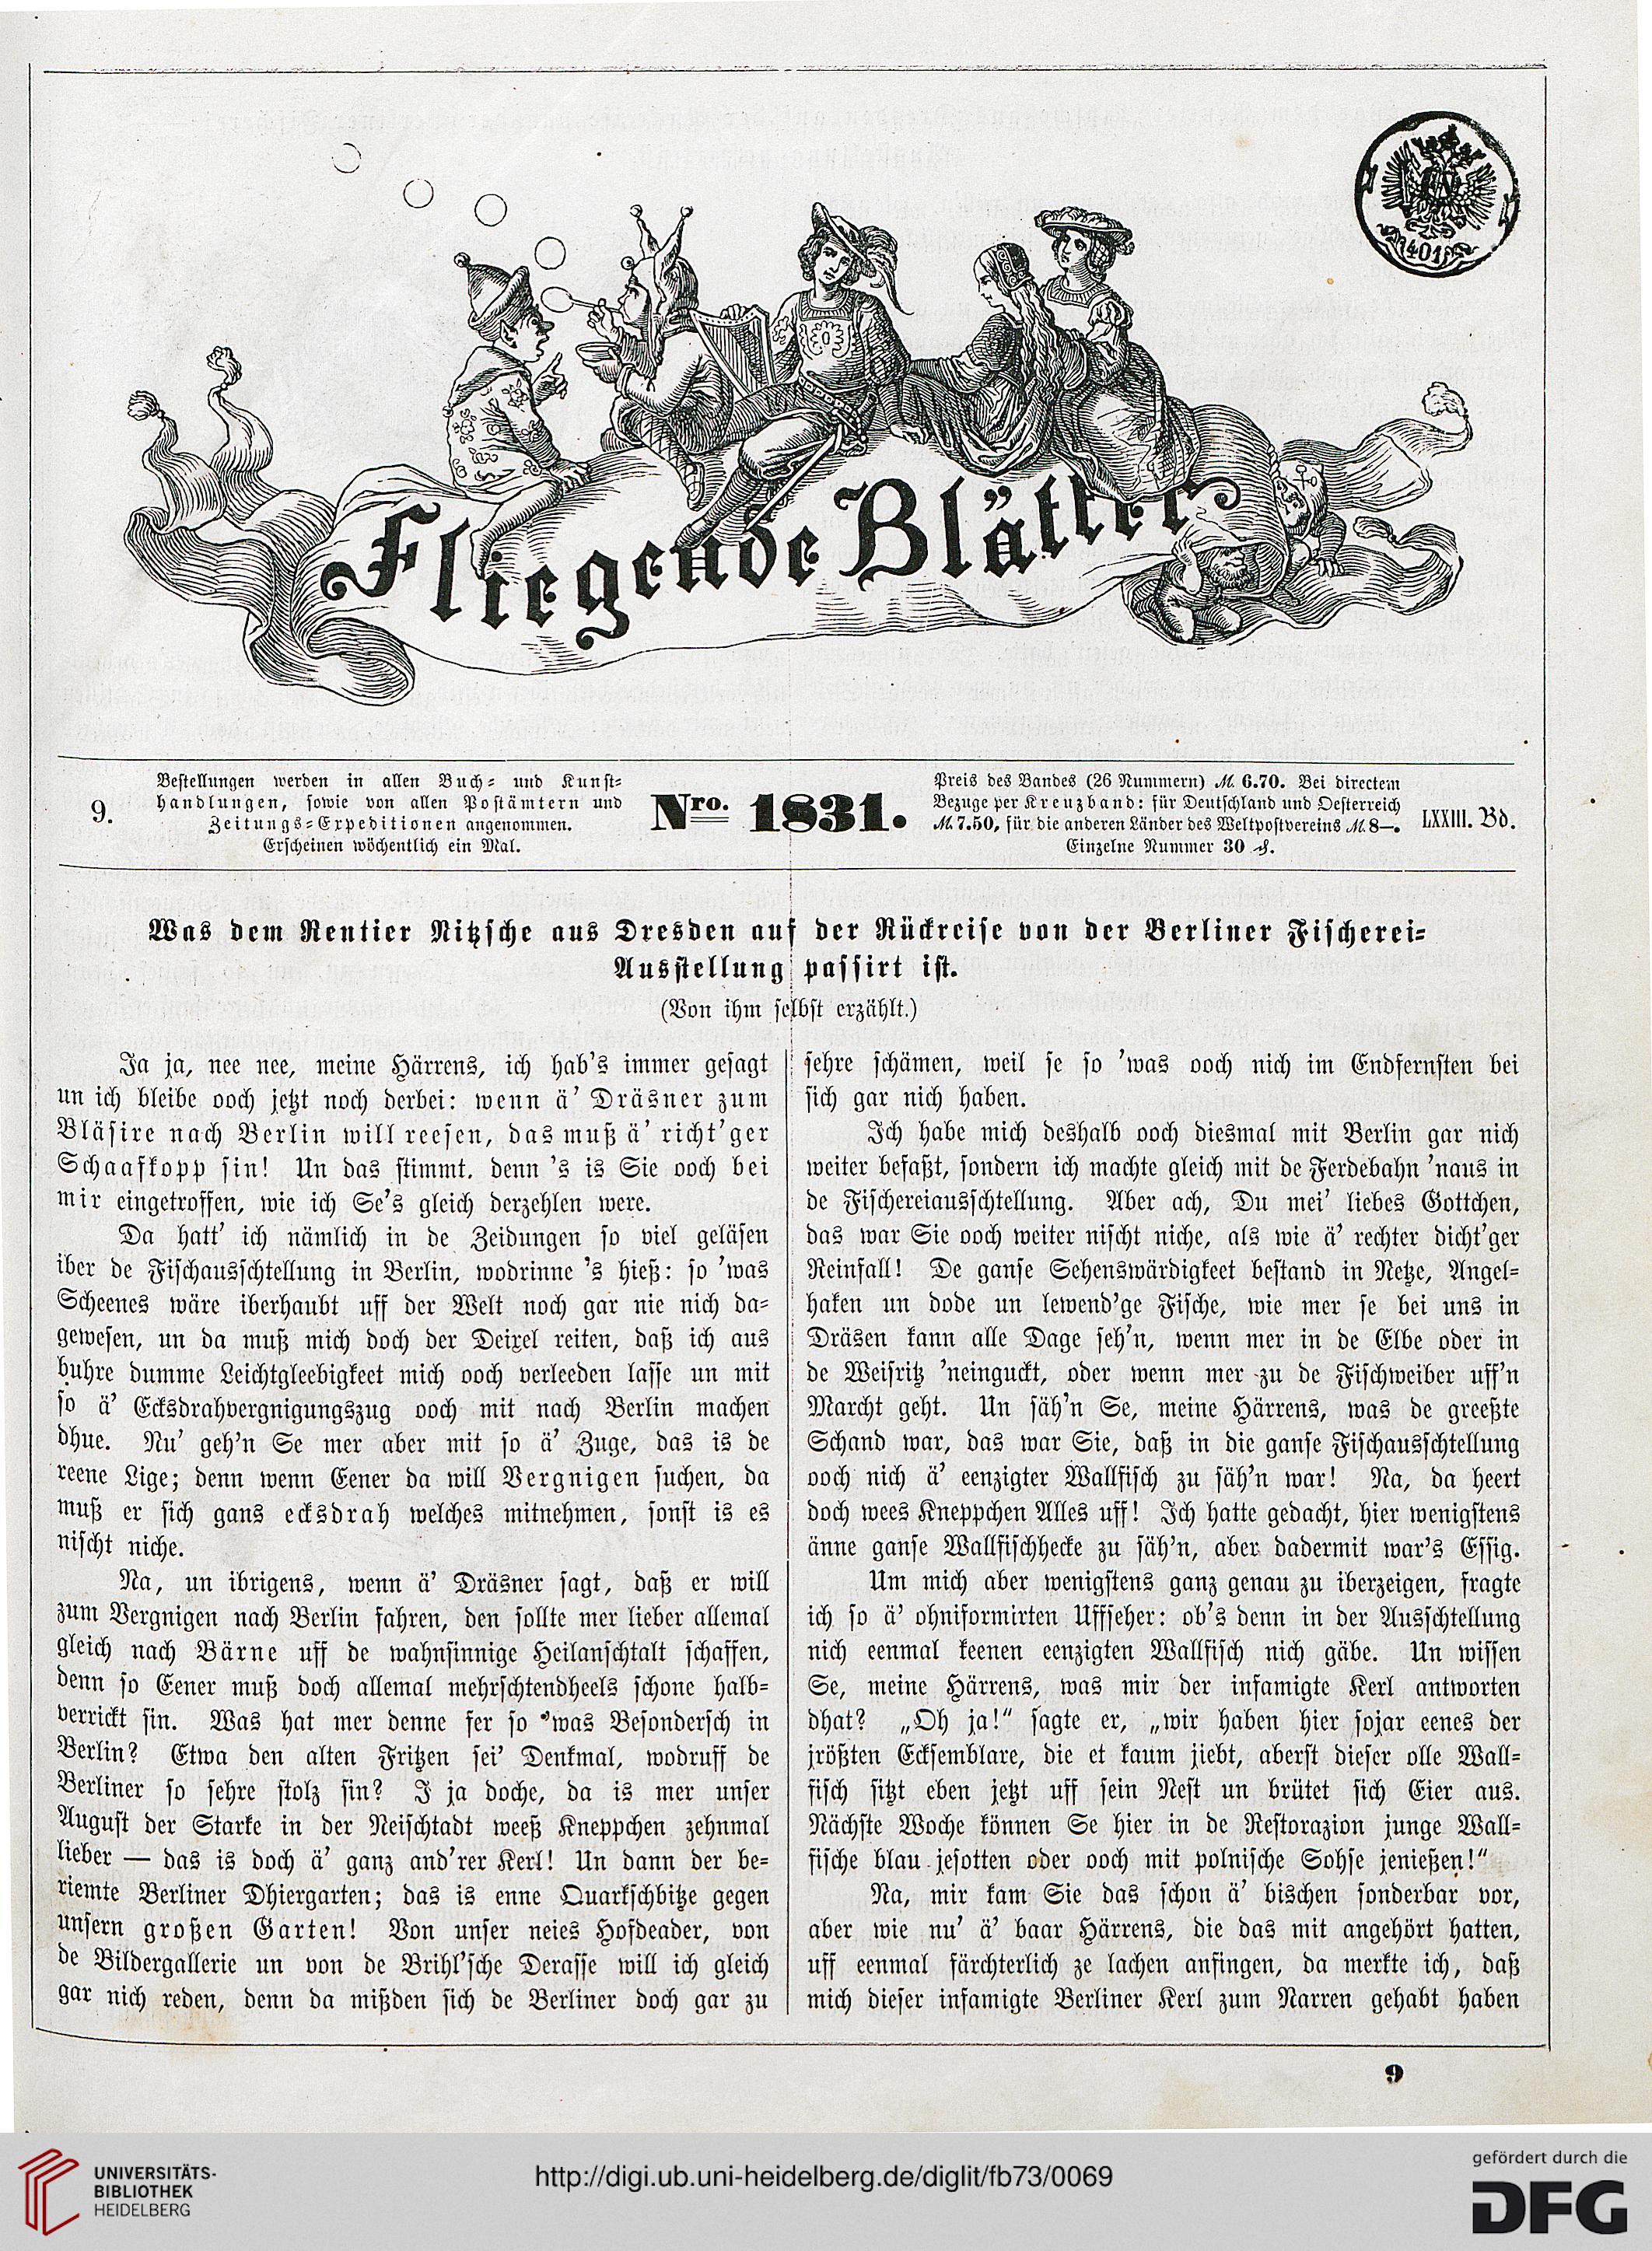 401
Fliegende Blätter
9.
Bestellungen werden in allen Buch- und Kunst-
handlungen, sowie von allen Postämtern und
Zeitungs-Expeditionen angenommen.
Erscheinen wöchentlich ein Mal.
Nro. 1831.
Preis des Bandes (26 Nummern) ℳ. 6.70. Bei directem
Bezuge per Kreuzband: für Deutschland und Oesterreich
ℳ. 7.50, für die anderen Länder des Weltpostvereins ℳ. 8—.
Einzelne Nummer 30 ₰.
LXXIII. Bd.
Was dem Rentier Nitzsche aus Dresden auf der Rückreise von der Berliner Fischerei-
Ausstellung passirt ist.
(Von ihm selbst erzählt.)
Ja ja, nee nee, meine Härrens, ich hab's immer gesagt
un ich bleibe ooch jetzt noch derbei: wenn ä' Dräsner zum
Bläsire nach Berlin will reesen, das muß ä' richt'ger
Schaafkopp sin! Un das stimmt. denn 's is Sie ooch bei
mir eingetroffen, wie ich Se's gleich derzehlen were.
Da hatt' ich nämlich in de Zeidungen so viel geläsen
iber de Fischausschtellung in Berlin, wodrinne 's hieß: so 'was
Scheenes wäre iberhaubt uff der Welt noch gar nie nich da-
gewesen, un da muß mich doch der Deixel reiten, daß ich aus
buhre dumme Leichtgleebigkeet mich ooch verleeden lasse un mit
so ä' Ecksdrahvergnigungszug ooch mit nach Berlin machen
dhue. Nu' geh'n Se mer aber mit so ä' Zuge, das is de
reene Lige; denn wenn Eener da will Vergnigen suchen, da
muß er sich gans ecksdrah welches mitnehmen, sonst is es
nischt niche.
Na, un ibrigens, wenn ä' Dräsner sagt, daß er will
zum Vergnigen nach Berlin fahren, den sollte mer lieber allemal
gleich nach Bärne uff de wahnsinnige Heilanschtalt schaffen,
denn so Eener muß doch allemal mehrschtendheels schone halb-
verrickt sin. Was hat mer denne fer so 'was Besondersch in
Berlin? Etwa den alten Fritzen sei' Denkmal, wodruff de
Berliner so sehre stolz sin? I ja doche, da is mer unser
August der Starke in der Neischtadt weeß Kneppchen zehnmal
lieber — das is doch ä' ganz and'rer Kerl! Un dann der be-
riemte Berliner Dhiergarten; das is enne Quarkschbitze gegen
unsern großen Garten! Von unser neies Hofdeader, von
de Bildergallerie un von de Brihl'sche Derasse will ich gleich
gar nich reden, denn da mißden sich de Berliner doch gar zu
sehre schämen, weil se so 'was ooch nich im Endfernsten bei
sich gar nich haben.
Ich habe mich deshalb ooch diesmal mit Berlin gar nich
weiter befaßt, sondern ich machte gleich mit de Ferdebahn 'naus in
de Fischereiausschtellung. Aber ach, Du mei' liebes Gottchen,
das war Sie ooch weiter nischt niche, als wie ä' rechter dicht'ger
Reinfall! De ganse Sehenswärdigkeet bestand in Netze, Angel-
haken un dode un lewend'ge Fische, wie mer se bei uns in
Dräsen kann alle Dage seh'n, wenn mer in de Elbe oder in
de Weisritz 'neinguckt, oder wenn mer zu de Fischweiber uff'n
Marcht geht. Un säh'n Se, meine Härrens, was de greeßte
Schand war, das war Sie, daß in die ganse Fischausschtellung
ooch nich ä' eenzigter Wallfisch zu säh'n war! Na, da heert
doch wees Kneppchen Alles uff! Ich hatte gedacht, hier wenigstens
änne ganse Wallfischhecke zu säh'n, aber dadermit war's Essig.
Um mich aber wenigstens ganz genau zu iberzeigen, fragte
ich so ä' ohniformirten Uffseher: ob's denn in der Ausschtellung
nich eenmal keenen eenzigten Wallfisch nich gäbe. Un wissen
Se, meine Härrens, was mir der infamigte Kerl antworten
dhat? „Oh ja!“ sagte er, „wir haben hier sojar eenes der
jrößten Ecksemblare, die et kaum jiebt, aberst dieser olle Wall-
fisch sitzt eben jetzt uff sein Nest un brütet sich Eier aus.
Nächste Woche können Se hier in de Restorazion junge Wall-
fische blau jesotten oder ooch mit polnische Sohse jenießen!“
Na, mir kam Sie das schon ä' bischen sonderbar vor,
aber wie nu' ä' baar Härrens, die das mit angehört hatten,
uff eenmal färchterlich ze lachen anfingen, da merkte ich, daß
mich dieser infamigte Berliner Kerl zum Narren gehabt haben
9
UNIVERSITÄTS-
BIBLIOTHEK
HEIDELBERG
http://digi.ub.uni-heidelberg.de/diglit/fb73/0069
gefördert durch die
DFG